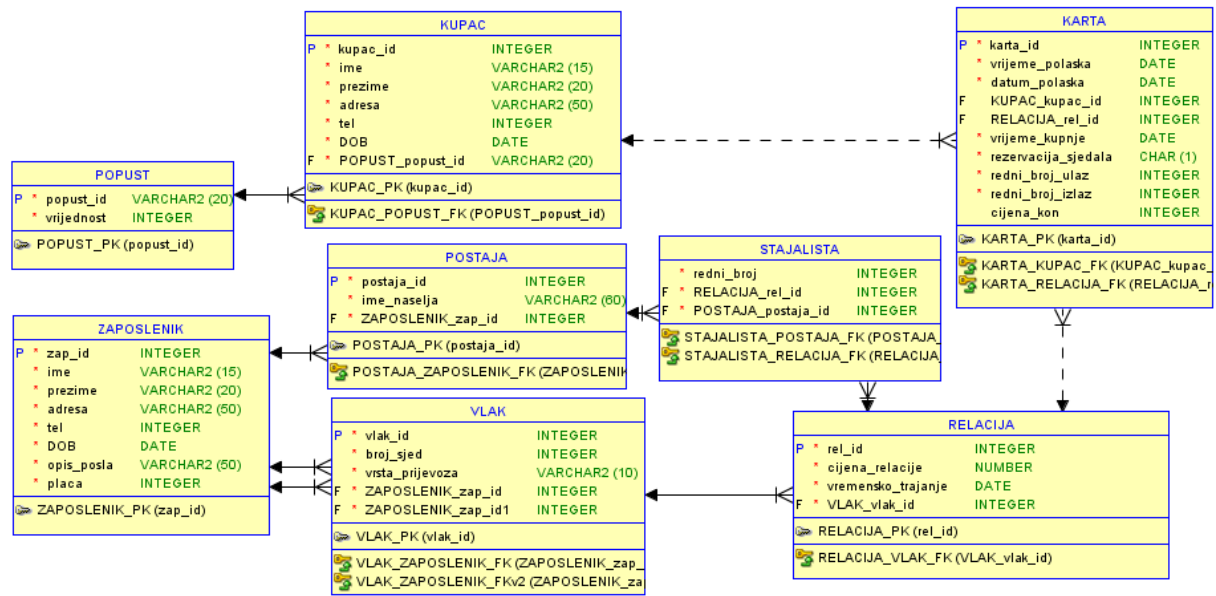 KUPAC
P * kupac_id INTEGER
* ime VARCHAR2 (15)
* prezime VARCHAR2 (20)
* adresa VARCHAR2 (50)
* tel INTEGER
* DOB DATE
F * POPUST_popust_id VARCHAR2 (20)
KUPAC_PK (kupac_id)
KUPAC_POPUST_FK (POPUST_popust_id)
KARTA
P * karta_id INTEGER
* vrijeme_polaska DATE
* datum_polaska DATE
F KUPAC_kupac_id INTEGER
F RELACIJA_rel_id INTEGER
* vrijeme_kupnje DATE
* rezervacija_sjedala CHAR (1)
* redni_broj_ulaz INTEGER
* redni_broj_izlaz INTEGER
cijena_kon INTEGER
KARTA_PK (karta_id)
KARTA_KUPAC_FK (KUPAC_kupac_
KARTA_RELACIJA_FK (RELACIJA_r
POPUST
P * popust_id VARCHAR2 (20)
* vrijednost INTEGER
POPUST_PK (popust_id)
POSTAJA
P * postaja_id INTEGER
* ime_naselja VARCHAR2 (60)
F * ZAPOSLENIK_zap_id INTEGER
POSTAJA_PK (postaja_id)
POSTAJA_ZAPOSLENIK_FK (ZAPOSLENIK
STAJALISTA
* redni_broj INTEGER
F * RELACIJA_rel_id INTEGER
F * POSTAJA_postaja_id INTEGER
STAJALISTA_POSTAJA_FK (POSTAJA_
STAJALISTA_RELACIJA_FK (RELACIJA_
ZAPOSLENIK
P * zap_id INTEGER
* ime VARCHAR2 (15)
* prezime VARCHAR2 (20)
* adresa VARCHAR2 (50)
* tel INTEGER
* DOB DATE
* opis_posla VARCHAR2 (50)
* placa INTEGER
ZAPOSLENIK_PK (zap_id)
VLAK
P * vlak_id INTEGER
* broj_sjed INTEGER
* vrsta_prijevoza VARCHAR2 (10)
F * ZAPOSLENIK_zap_id INTEGER
F * ZAPOSLENIK_zap_id1 INTEGER
VLAK_PK (vlak_id)
VLAK_ZAPOSLENIK_FK (ZAPOSLENIK_zap_
VLAK_ZAPOSLENIK_FKv2 (ZAPOSLENIK_za
RELACIJA
P * rel_id INTEGER
* cijena_relacije NUMBER
* vremensko_trajanje DATE
F * VLAK_vlak_id INTEGER
RELACIJA_PK (rel_id)
RELACIJA_VLAK_FK (VLAK_vlak_id)